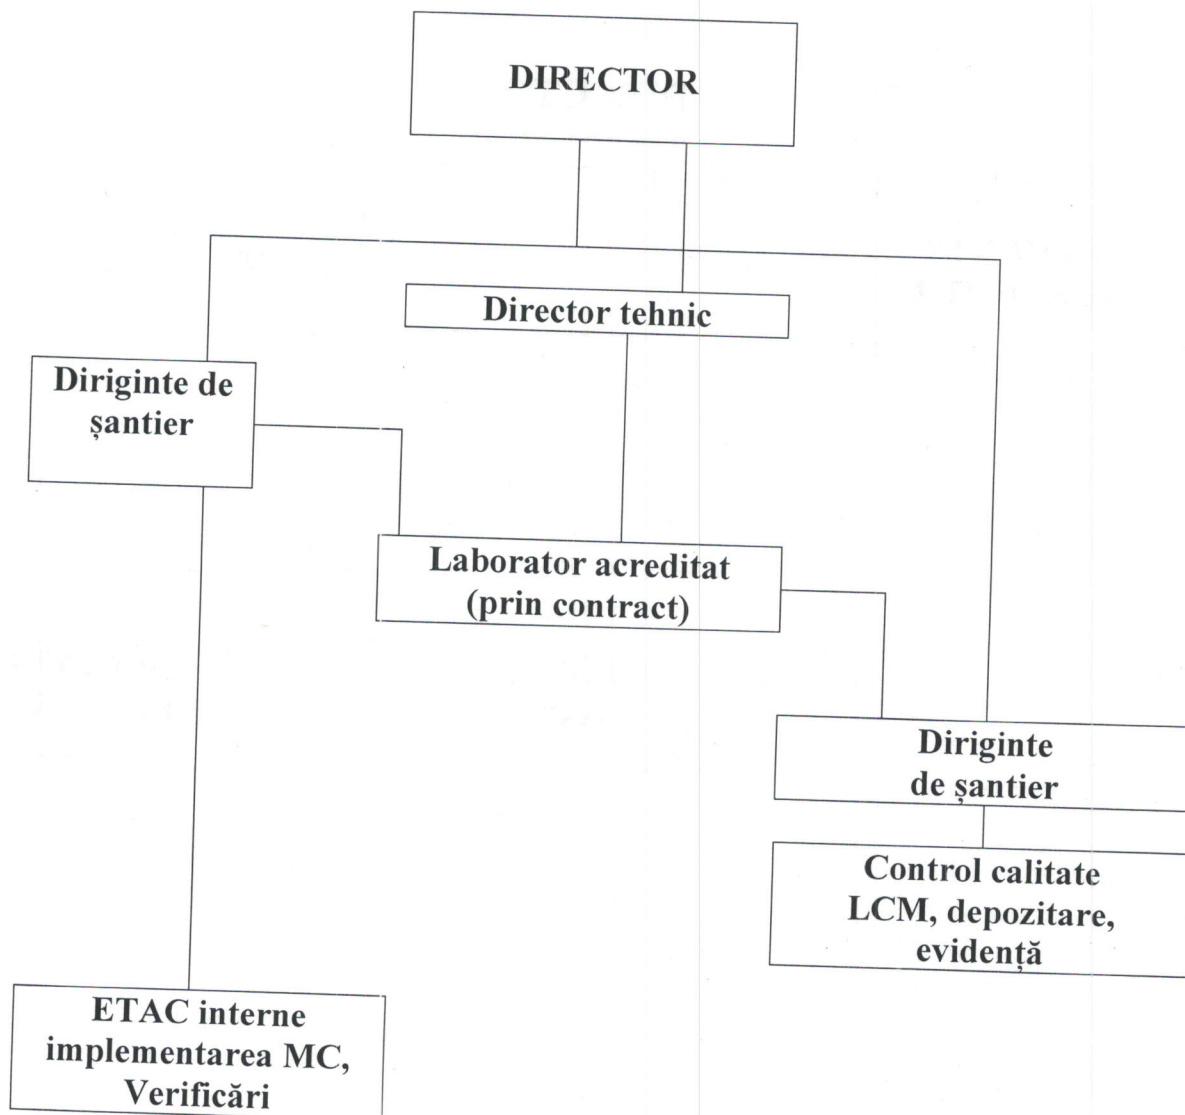 DIRECTOR
Director tehnic
Diriginte de
șantier
Laborator acreditat
(prin contract)
Diriginte
de șantier
Control calitate
LCM, depozitare,
evidență
ETAC interne
implementarea MC,
Verificări